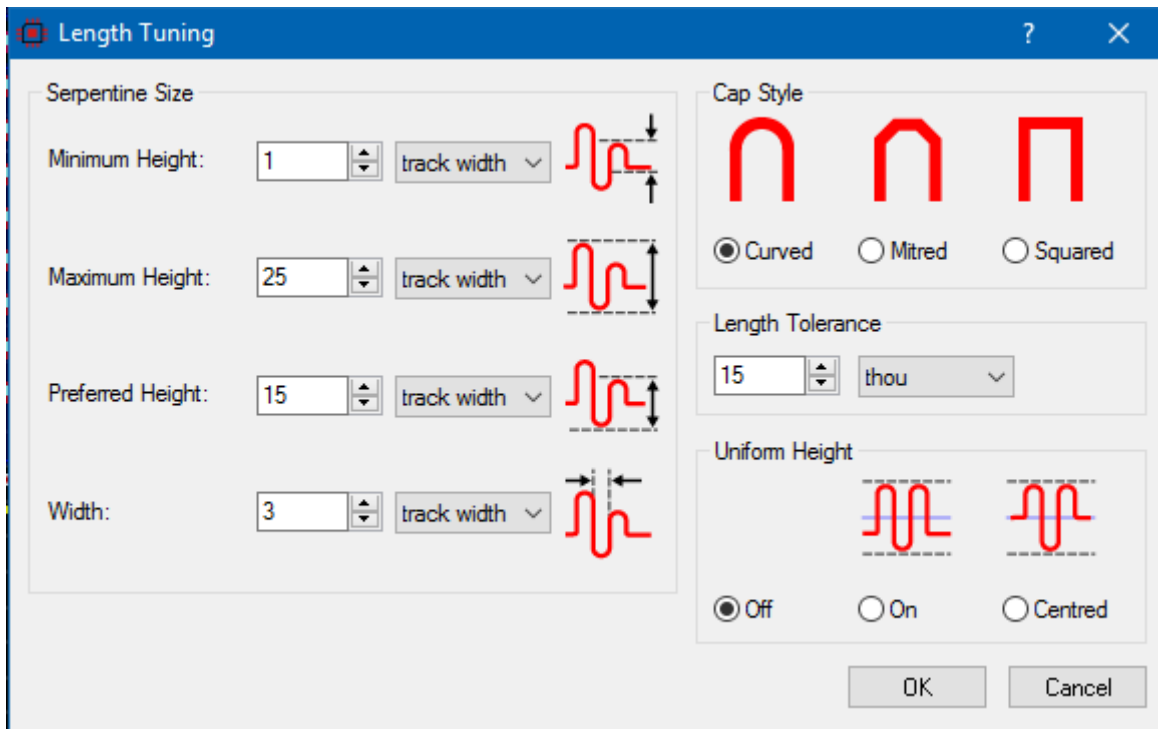 Length Tuning
?
Serpentine Size
Minimum Height: 1 track width
Maximum Height: 25 track width
Preferred Height: 15 track width
Width: 3 track width
Cap Style
Curved Mitred Squared
Length Tolerance
15 thou
Uniform Height
Off On Centred
OK Cancel